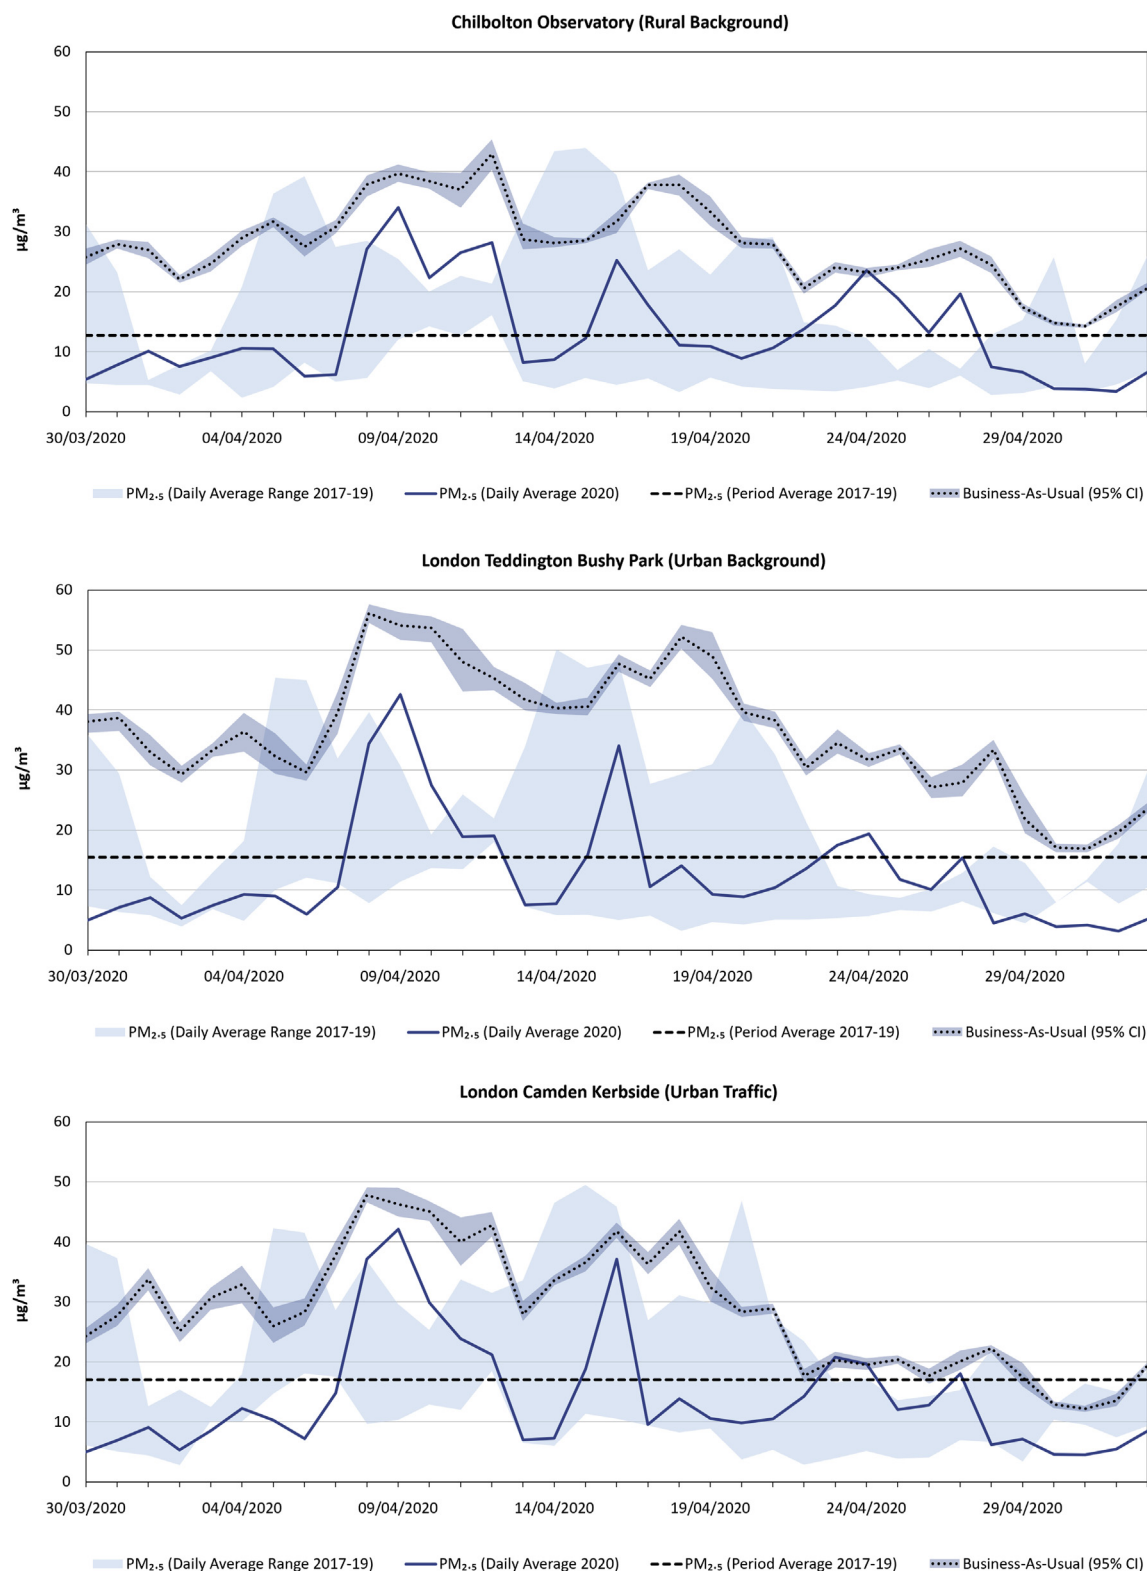 Chilbolton Observatory (Rural Background)
60
50
40
30
20
10
0
µg/m³
30/03/2020 04/04/2020 09/04/2020 14/04/2020 19/04/2020 24/04/2020 29/04/2020
PM₂.₅ (Daily Average Range 2017-19) PM₂.₅ (Daily Average 2020) PM₂.₅ (Period Average 2017-19) Business-As-Usual (95% CI)
London Teddington Bushy Park (Urban Background)
60
50
40
30
20
10
0
µg/m³
30/03/2020 04/04/2020 09/04/2020 14/04/2020 19/04/2020 24/04/2020 29/04/2020
PM₂.₅ (Daily Average Range 2017-19) PM₂.₅ (Daily Average 2020) PM₂.₅ (Period Average 2017-19) Business-As-Usual (95% CI)
London Camden Kerbside (Urban Traffic)
60
50
40
30
20
10
0
µg/m³
30/03/2020 04/04/2020 09/04/2020 14/04/2020 19/04/2020 24/04/2020 29/04/2020
PM₂.₅ (Daily Average Range 2017-19) PM₂.₅ (Daily Average 2020) PM₂.₅ (Period Average 2017-19) Business-As-Usual (95% CI)